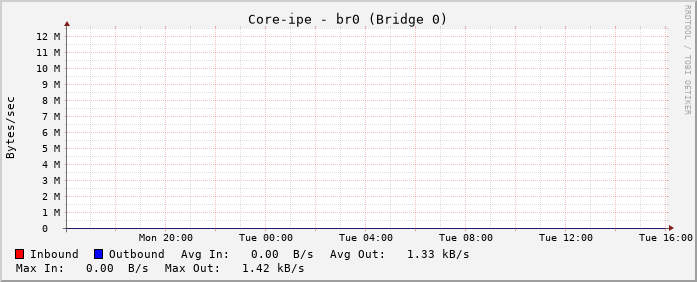 Core-ipe - br0 (Bridge 0)
RRDTOOL / TOBI OETIKER
Bytes/sec
12 M
11 M
10 M
9 M
8 M
7 M
6 M
5 M
4 M
3 M
2 M
1 M
0
Mon 20:00 Tue 00:00 Tue 04:00 Tue 08:00 Tue 12:00 Tue 16:00
Inbound Outbound Avg In: 0.00 B/s Avg Out: 1.33 kB/s
Max In: 0.00 B/s Max Out: 1.42 kB/s